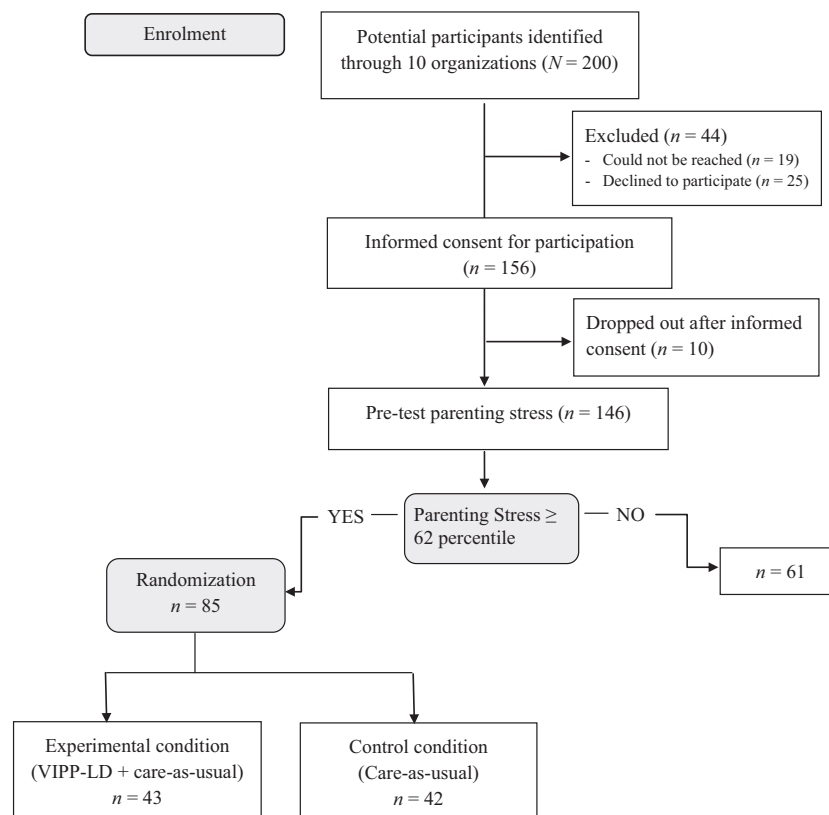 Enrolment
Potential participants identified
through 10 organizations (N = 200)
Excluded (n = 44)
- Could not be reached (n = 19)
- Declined to participate (n = 25)
Informed consent for participation
(n = 156)
Dropped out after informed
consent (n = 10)
Pre-test parenting stress (n = 146)
YES
Parenting Stress ≥
62 percentile
NO
n = 61
Randomization
n = 85
Experimental condition
(VIPP-LD + care-as-usual)
n = 43
Control condition
(Care-as-usual)
n = 42